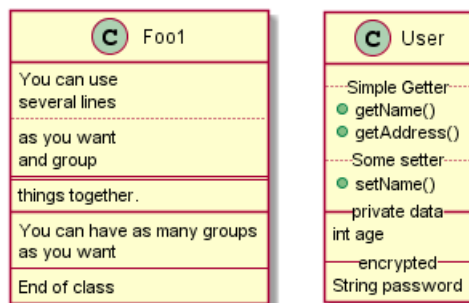 C Foo1
You can use
several lines
as you want
and group
things together.
You can have as many groups
as you want
End of class
C User
Simple Getter
getName()
getAddress()
Some setter
setName()
private data
int age
encrypted
String password